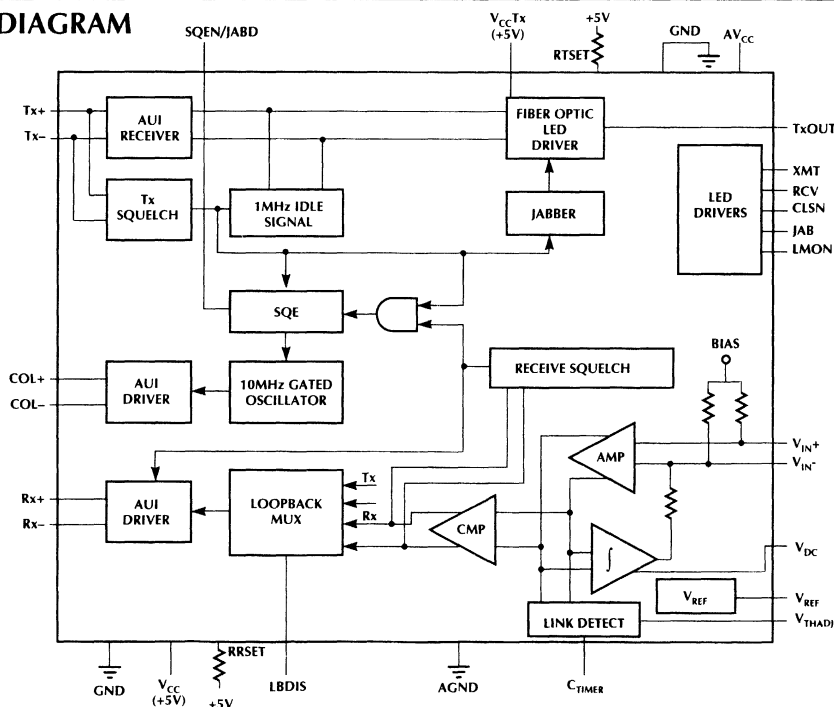 DIAGRAM
SQEN/JABD
VCCTx
(+5V)
+5V
RTSET
GND
AVCC
Tx+
Tx–
AUI
RECEIVER
FIBER OPTIC
LED
DRIVER
TxOUT
Tx
SQUELCH
1MHz IDLE
SIGNAL
JABBER
LED
DRIVERS
XMT
RCV
CLSN
JAB
LMON
SQE
RECEIVE SQUELCH
BIAS
COL+
COL–
AUI
DRIVER
10MHz GATED
OSCILLATOR
AMP
VIN+
VIN-
Rx+
Rx–
AUI
DRIVER
LOOPBACK
MUX
Tx
Rx
CMP
∫
VDC
VREF
VREF
LINK DETECT
VTHADJ
GND
VCC
(+5V)
RRSET
+5V
LBDIS
AGND
CTIMER